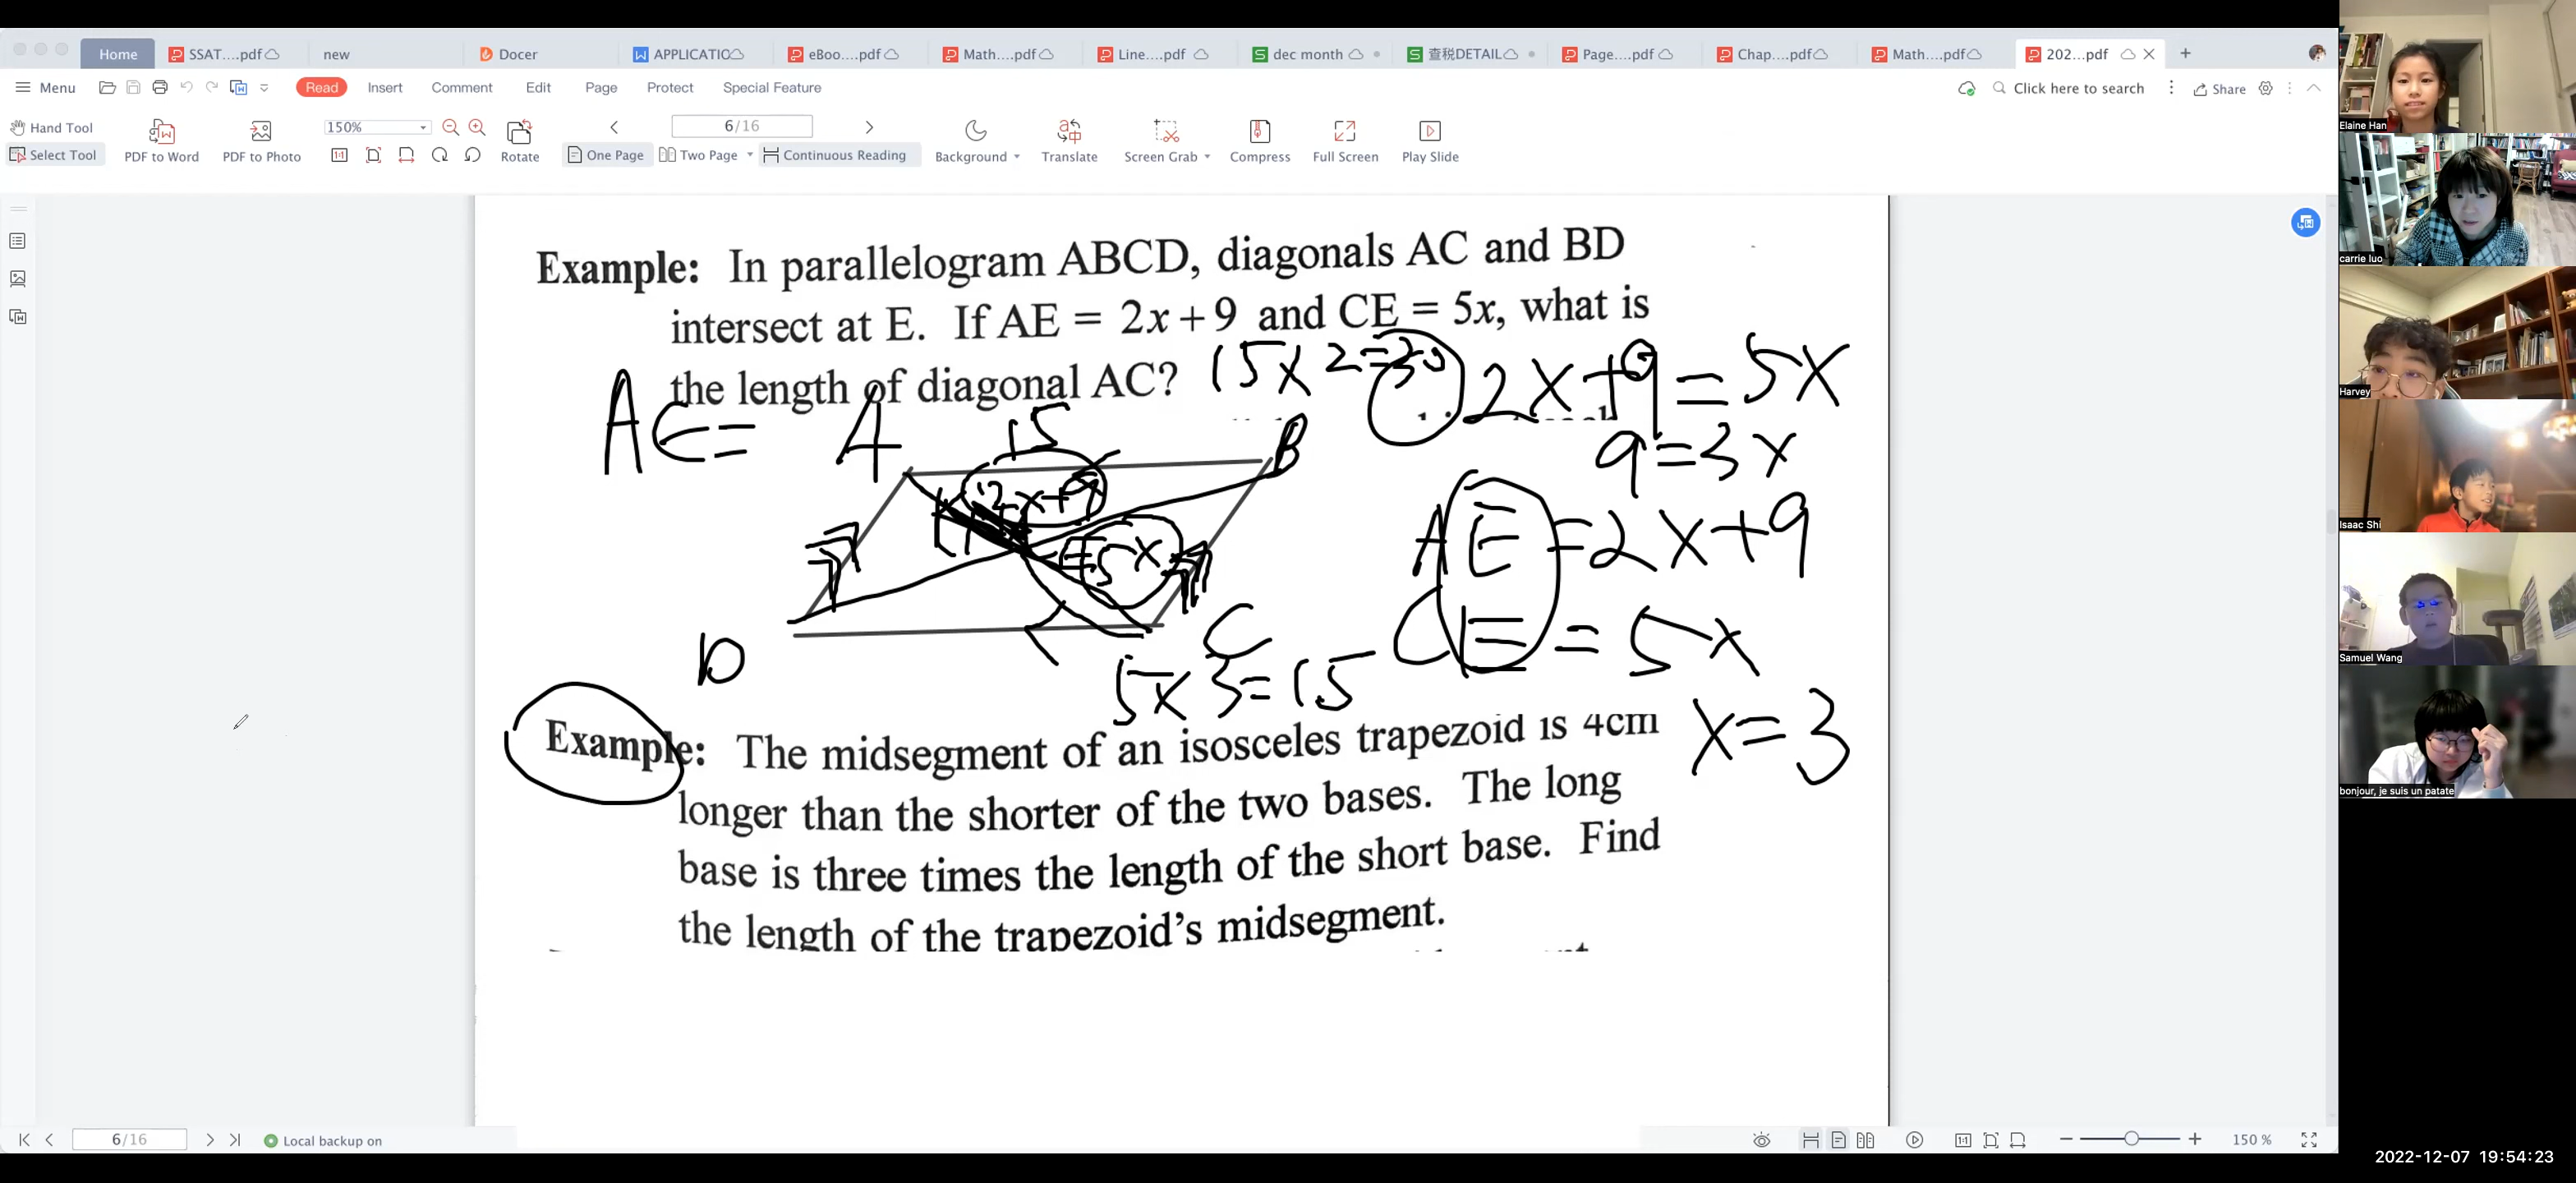 Home SSAT....pdf new Docer APPLICATIO eBoo....pdf Math....pdf Line....pdf dec month 查税DETAIL Page....pdf Chap....pdf Math....pdf 202...pdf +
Menu Read Insert Comment Edit Page Protect Special Feature Click here to search Share
Hand Tool 150% 6/16
Select Tool PDF to Word PDF to Photo Rotate One Page Two Page Continuous Reading Background Translate Screen Grab Compress Full Screen Play Slide
Example: In parallelogram ABCD, diagonals AC and BD
intersect at E. If AE = 2x+9 and CE = 5x, what is
the length of diagonal AC? 15x2=30 2x+9=5x
AE= A 15 B 9=3x
2x+9 AE=2x+9
=5x
D C CE=5x
5x3=15 x=3
Example: The midsegment of an isosceles trapezoid is 4cm
longer than the shorter of the two bases. The long
base is three times the length of the short base. Find
the length of the trapezoid's midsegment.
6/16 Local backup on 150 %
Elaine Han
carrie luo
Harvey
Isaac Shi
Samuel Wang
bonjour, je suis un patate
2022-12-07 19:54:23